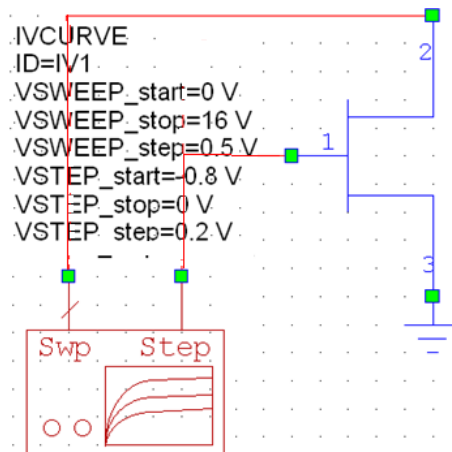 IVCURVE
ID=IV1
VSWEEP_start=0 V
VSWEEP_stop=16 V
VSWEEP_step=0.5 V
VSTEP_start=-0.8 V
VSTEP_stop=0 V
VSTEP_step=0.2 V
2
1
3
Swp Step